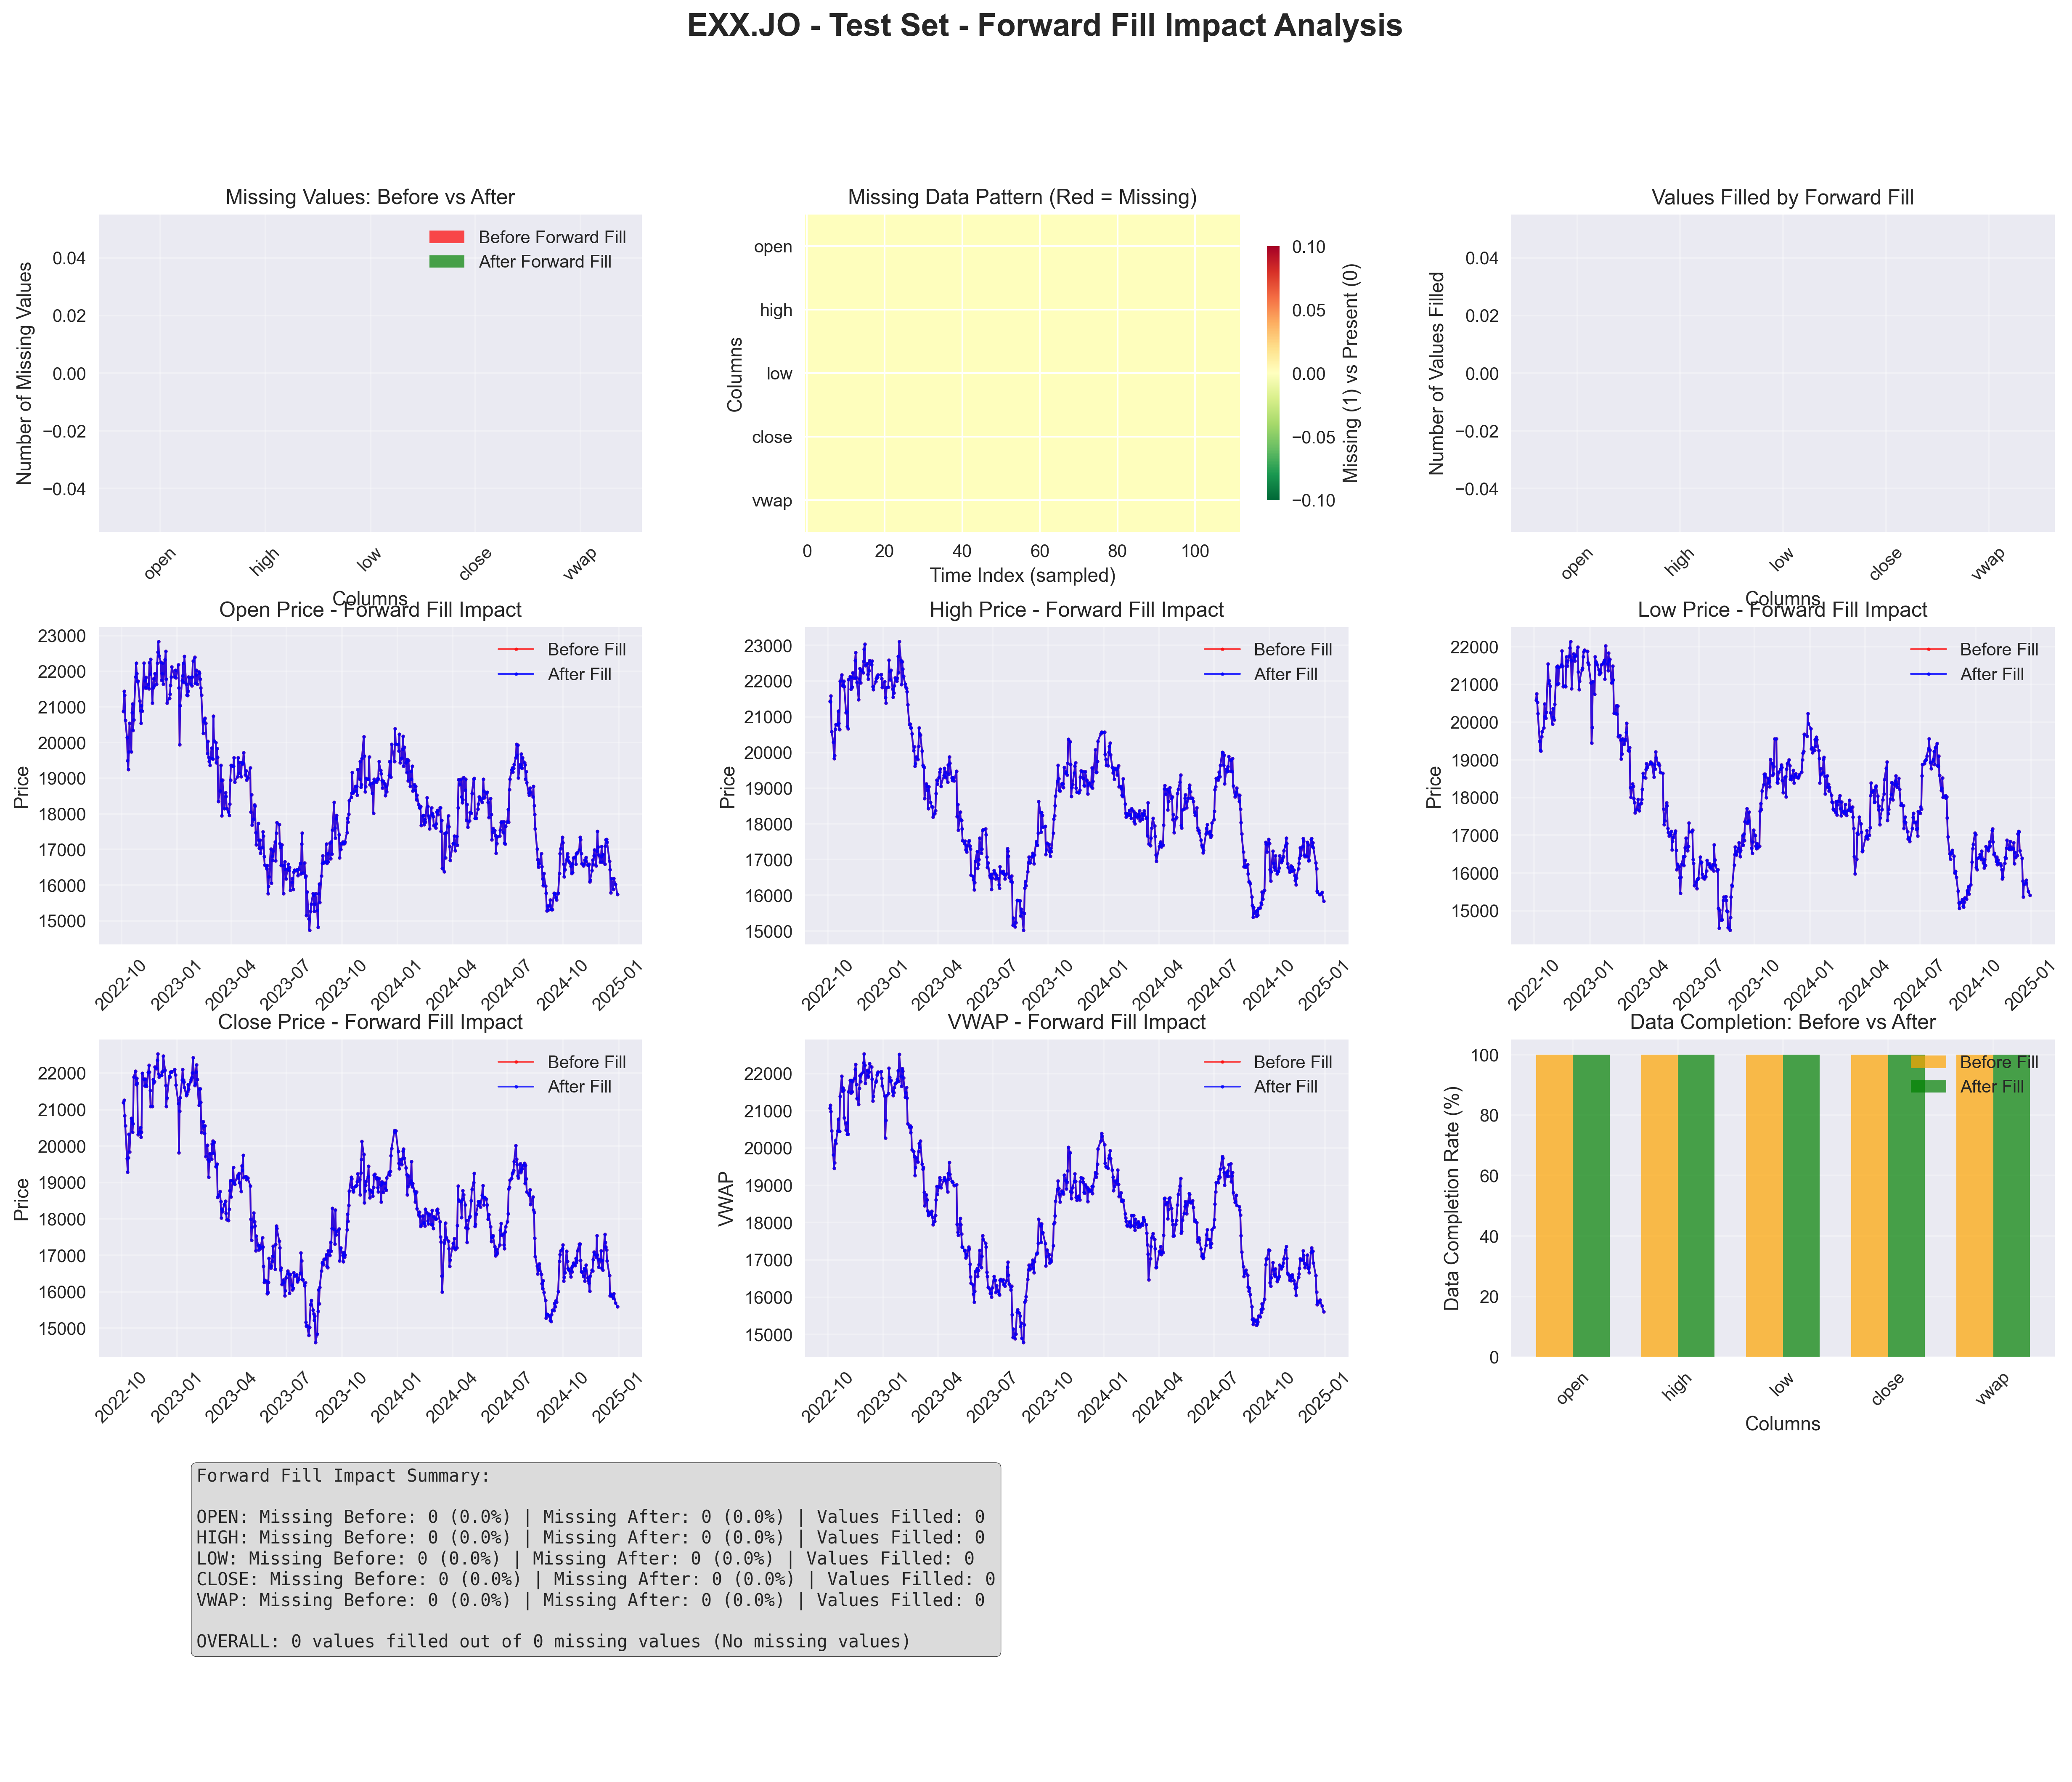 EXX.JO - Test Set - Forward Fill Impact Analysis
Missing Values: Before vs After
Number of Missing Values
0.04
0.02
0.00
−0.02
−0.04
Before Forward Fill
After Forward Fill
open
high
low
close
vwap
Columns
Missing Data Pattern (Red = Missing)
Columns
open
high
low
close
vwap
0
20
40
60
80
100
Time Index (sampled)
0.10
0.05
0.00
−0.05
−0.10
Missing (1) vs Present (0)
Values Filled by Forward Fill
Number of Values Filled
0.04
0.02
0.00
−0.02
−0.04
open
high
low
close
vwap
Columns
Open Price - Forward Fill Impact
Price
23000
22000
21000
20000
19000
18000
17000
16000
15000
Before Fill
After Fill
2022-10
2023-01
2023-04
2023-07
2023-10
2024-01
2024-04
2024-07
2024-10
2025-01
High Price - Forward Fill Impact
Price
23000
22000
21000
20000
19000
18000
17000
16000
15000
Before Fill
After Fill
2022-10
2023-01
2023-04
2023-07
2023-10
2024-01
2024-04
2024-07
2024-10
2025-01
Low Price - Forward Fill Impact
Price
22000
21000
20000
19000
18000
17000
16000
15000
Before Fill
After Fill
2022-10
2023-01
2023-04
2023-07
2023-10
2024-01
2024-04
2024-07
2024-10
2025-01
Close Price - Forward Fill Impact
Price
22000
21000
20000
19000
18000
17000
16000
15000
Before Fill
After Fill
2022-10
2023-01
2023-04
2023-07
2023-10
2024-01
2024-04
2024-07
2024-10
2025-01
VWAP - Forward Fill Impact
VWAP
22000
21000
20000
19000
18000
17000
16000
15000
Before Fill
After Fill
2022-10
2023-01
2023-04
2023-07
2023-10
2024-01
2024-04
2024-07
2024-10
2025-01
Data Completion: Before vs After
Data Completion Rate (%)
100
80
60
40
20
0
Before Fill
After Fill
open
high
low
close
vwap
Columns
Forward Fill Impact Summary:
OPEN: Missing Before: 0 (0.0%) | Missing After: 0 (0.0%) | Values Filled: 0
HIGH: Missing Before: 0 (0.0%) | Missing After: 0 (0.0%) | Values Filled: 0
LOW: Missing Before: 0 (0.0%) | Missing After: 0 (0.0%) | Values Filled: 0
CLOSE: Missing Before: 0 (0.0%) | Missing After: 0 (0.0%) | Values Filled: 0
VWAP: Missing Before: 0 (0.0%) | Missing After: 0 (0.0%) | Values Filled: 0
OVERALL: 0 values filled out of 0 missing values (No missing values)